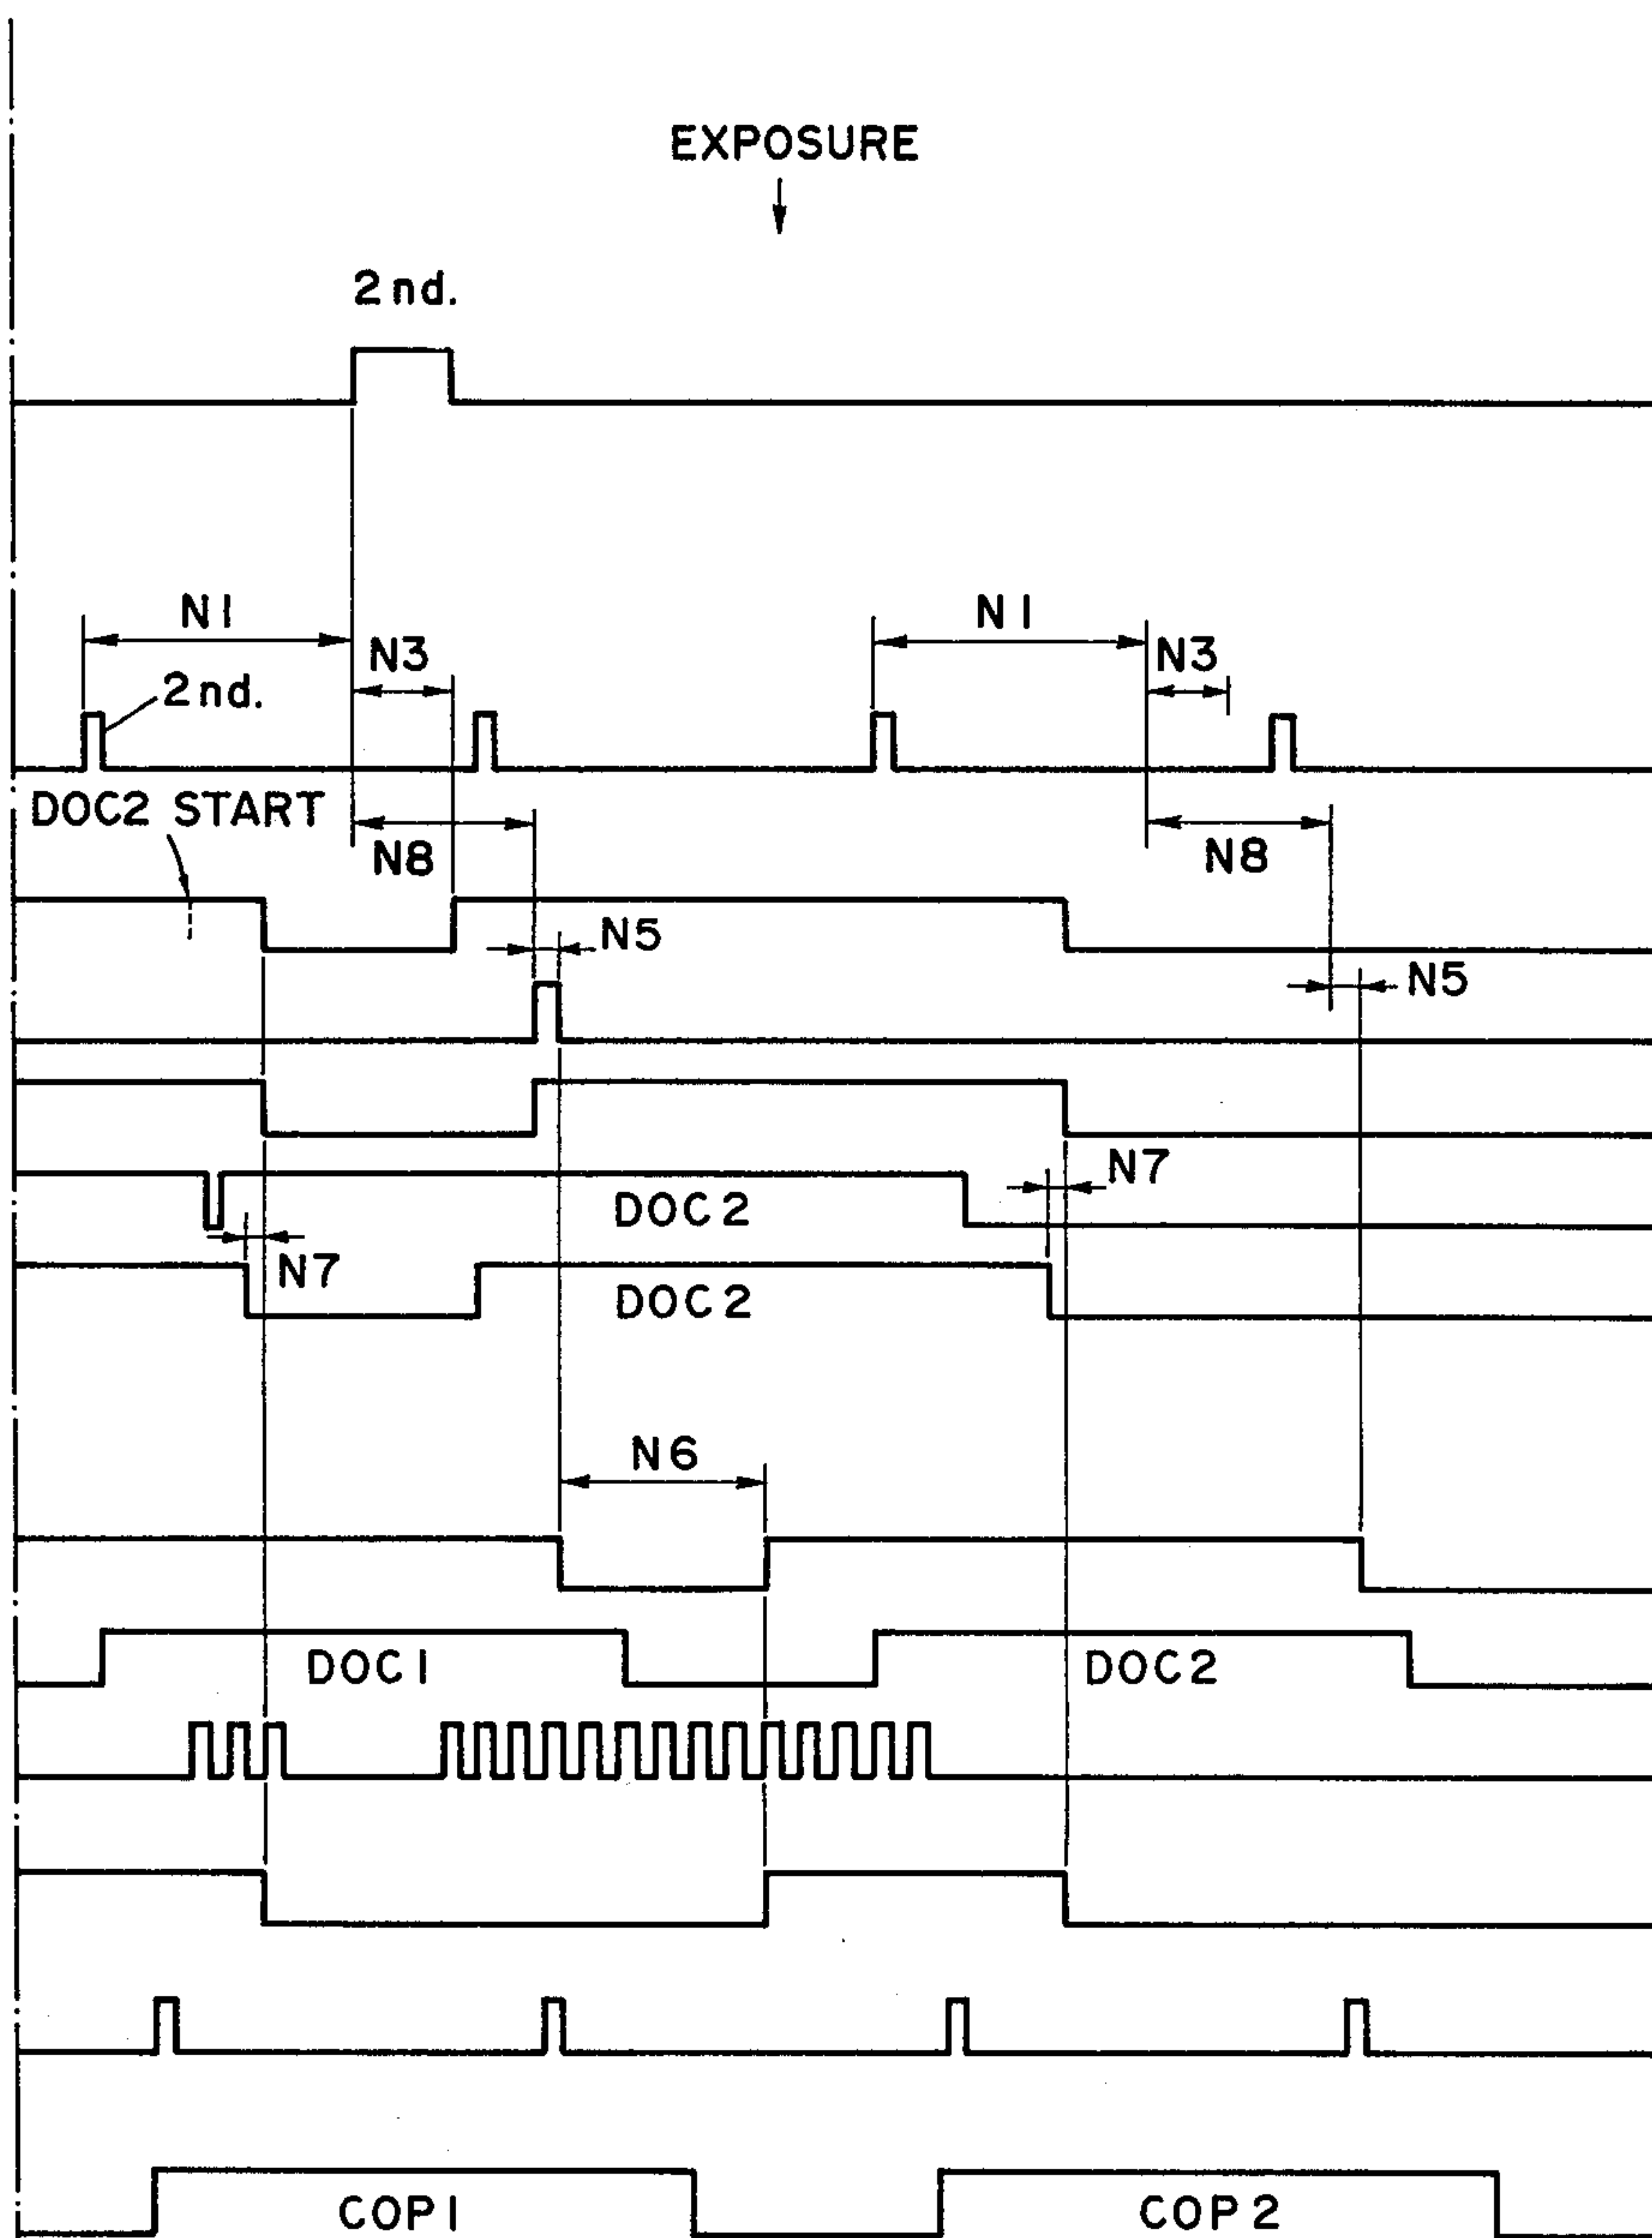 EXPOSURE
2nd.
N1
N1
N3
N3
2nd.
DOC2 START
N8
N8
N5
N5
N7
DOC2
N7
DOC2
N6
DOC1
DOC2
COP1
COP2